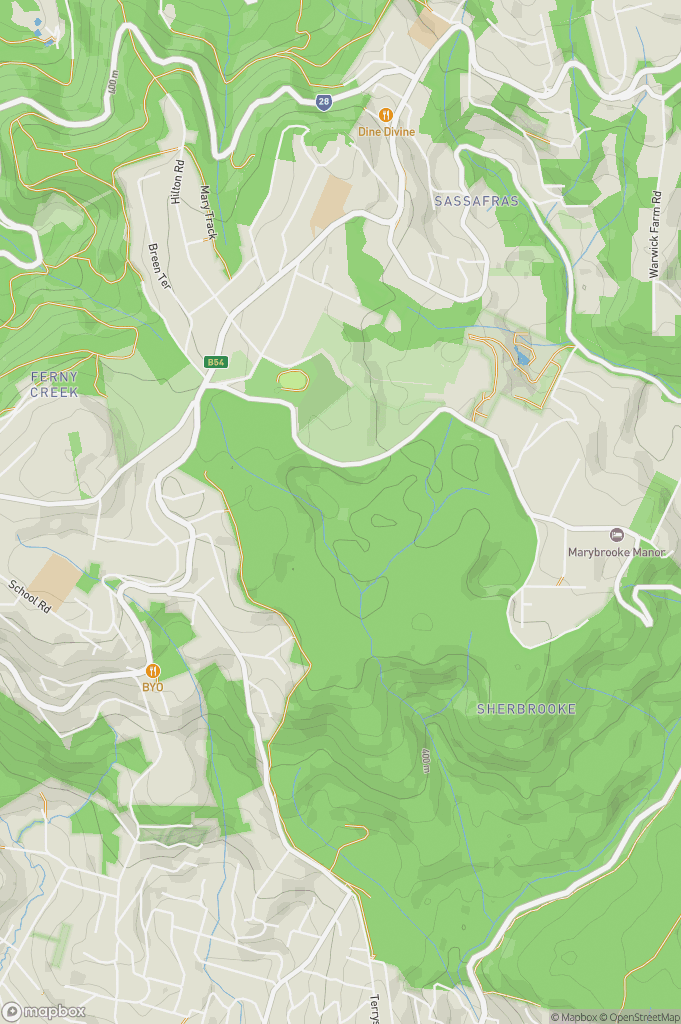 400 m
28
Dine Divine
Hilton Rd
Mary Track
SASSAFRAS
Warwick Farm Rd
Breen Ter
B54
FERNY
CREEK
Marybrooke Manor
School Rd
BYO
SHERBROOKE
400 m
Terrys
mapbox
© Mapbox © OpenStreetMap